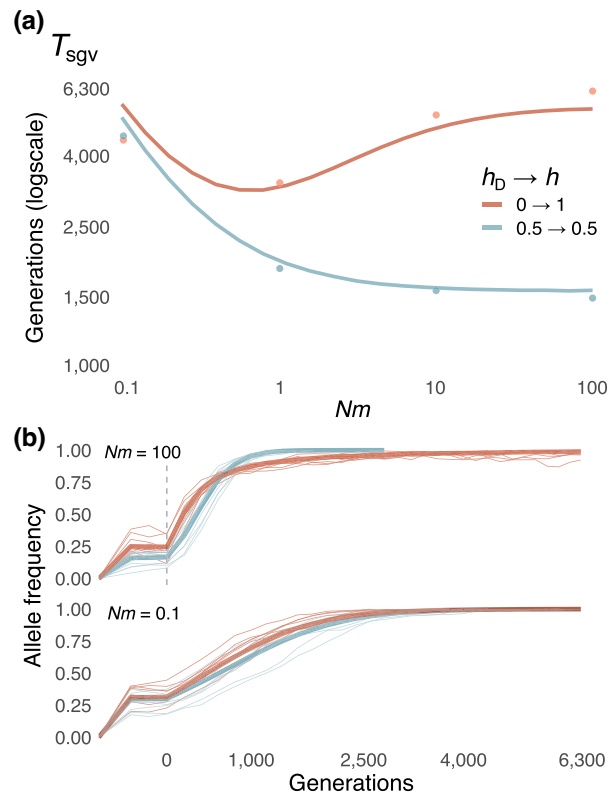 (a)
T_sgv
Generations (logscale)
6,300
4,000
2,500
1,500
1,000
0.1 1 10 100
Nm
h_D → h
0 → 1
0.5 → 0.5
(b)
Allele frequency
Nm = 100
1.00
0.75
0.50
0.25
0.00
Nm = 0.1
1.00
0.75
0.50
0.25
0.00
0 1,000 2,500 4,000 6,300
Generations